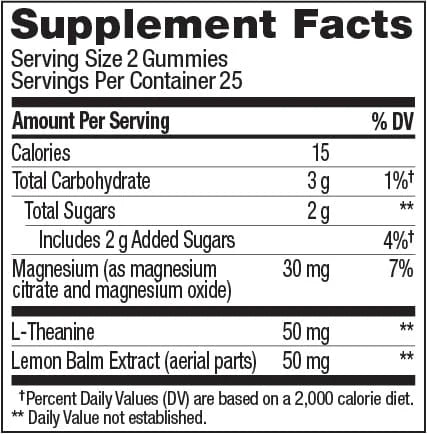 Supplement Facts
Serving Size 2 Gummies
Servings Per Container 25
Amount Per Serving % DV
Calories 15
Total Carbohydrate 3 g 1%†
Total Sugars 2 g **
Includes 2 g Added Sugars 4%†
Magnesium (as magnesium 30 mg 7%
citrate and magnesium oxide)
L-Theanine 50 mg **
Lemon Balm Extract (aerial parts) 50 mg **
†Percent Daily Values (DV) are based on a 2,000 calorie diet.
** Daily Value not established.